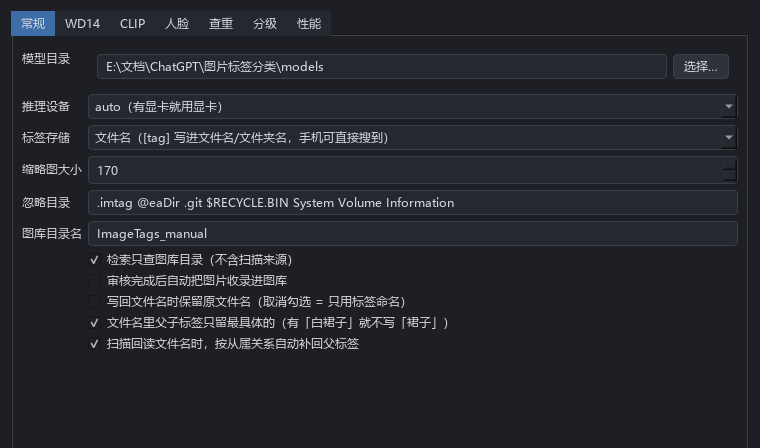 常规 WD14 CLIP 人脸 查重 分级 性能
模型目录 E:\文档\ChatGPT\图片标签分类\models 选择...
推理设备 auto（有显卡就用显卡）
标签存储 文件名（[tag] 写进文件名/文件夹名，手机可直接搜到）
缩略图大小 170
忽略目录 .imtag @eaDir .git $RECYCLE.BIN System Volume Information
图库目录名 ImageTags_manual
检索只查图库目录（不含扫描来源）
审核完成后自动把图片收录进图库
写回文件名时保留原文件名（取消勾选 = 只用标签命名）
文件名里父子标签只留最具体的（有「白裙子」就不写「裙子」）
扫描回读文件名时，按从属关系自动补回父标签